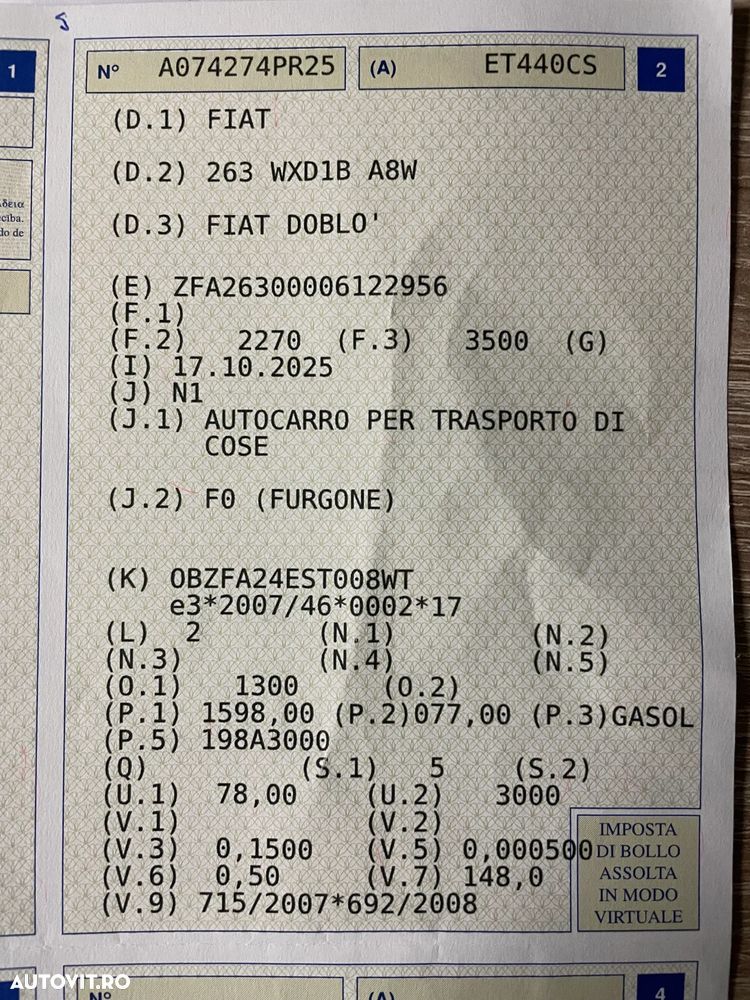 1
N° A074274PR25 (A) ET440CS 2
(D.1) FIAT
(D.2) 263 WXD1B A8W
(D.3) FIAT DOBLO'
δεια
do de
(E) ZFA26300006122956
(F.1)
(F.2) 2270 (F.3) 3500 (G)
(I) 17.10.2025
(J) N1
(J.1) AUTOCARRO PER TRASPORTO DI
COSE
(J.2) F0 (FURGONE)
(K) OBZFA24EST008WT
e3*2007/46*0002*17
(L) 2 (N.1) (N.2)
(N.3) (N.4) (N.5)
(O.1) 1300 (O.2)
(P.1) 1598,00 (P.2)077,00 (P.3)GASOL
(P.5) 198A3000
(Q) (S.1) 5 (S.2)
(U.1) 78,00 (U.2) 3000
(V.1) (V.2)
(V.3) 0,1500 (V.5) 0,000500
(V.6) 0,50 (V.7) 148,0
(V.9) 715/2007*692/2008
IMPOSTA
DI BOLLO
ASSOLTA
IN MODO
VIRTUALE
AUTOVIT.RO
N° (A) 4